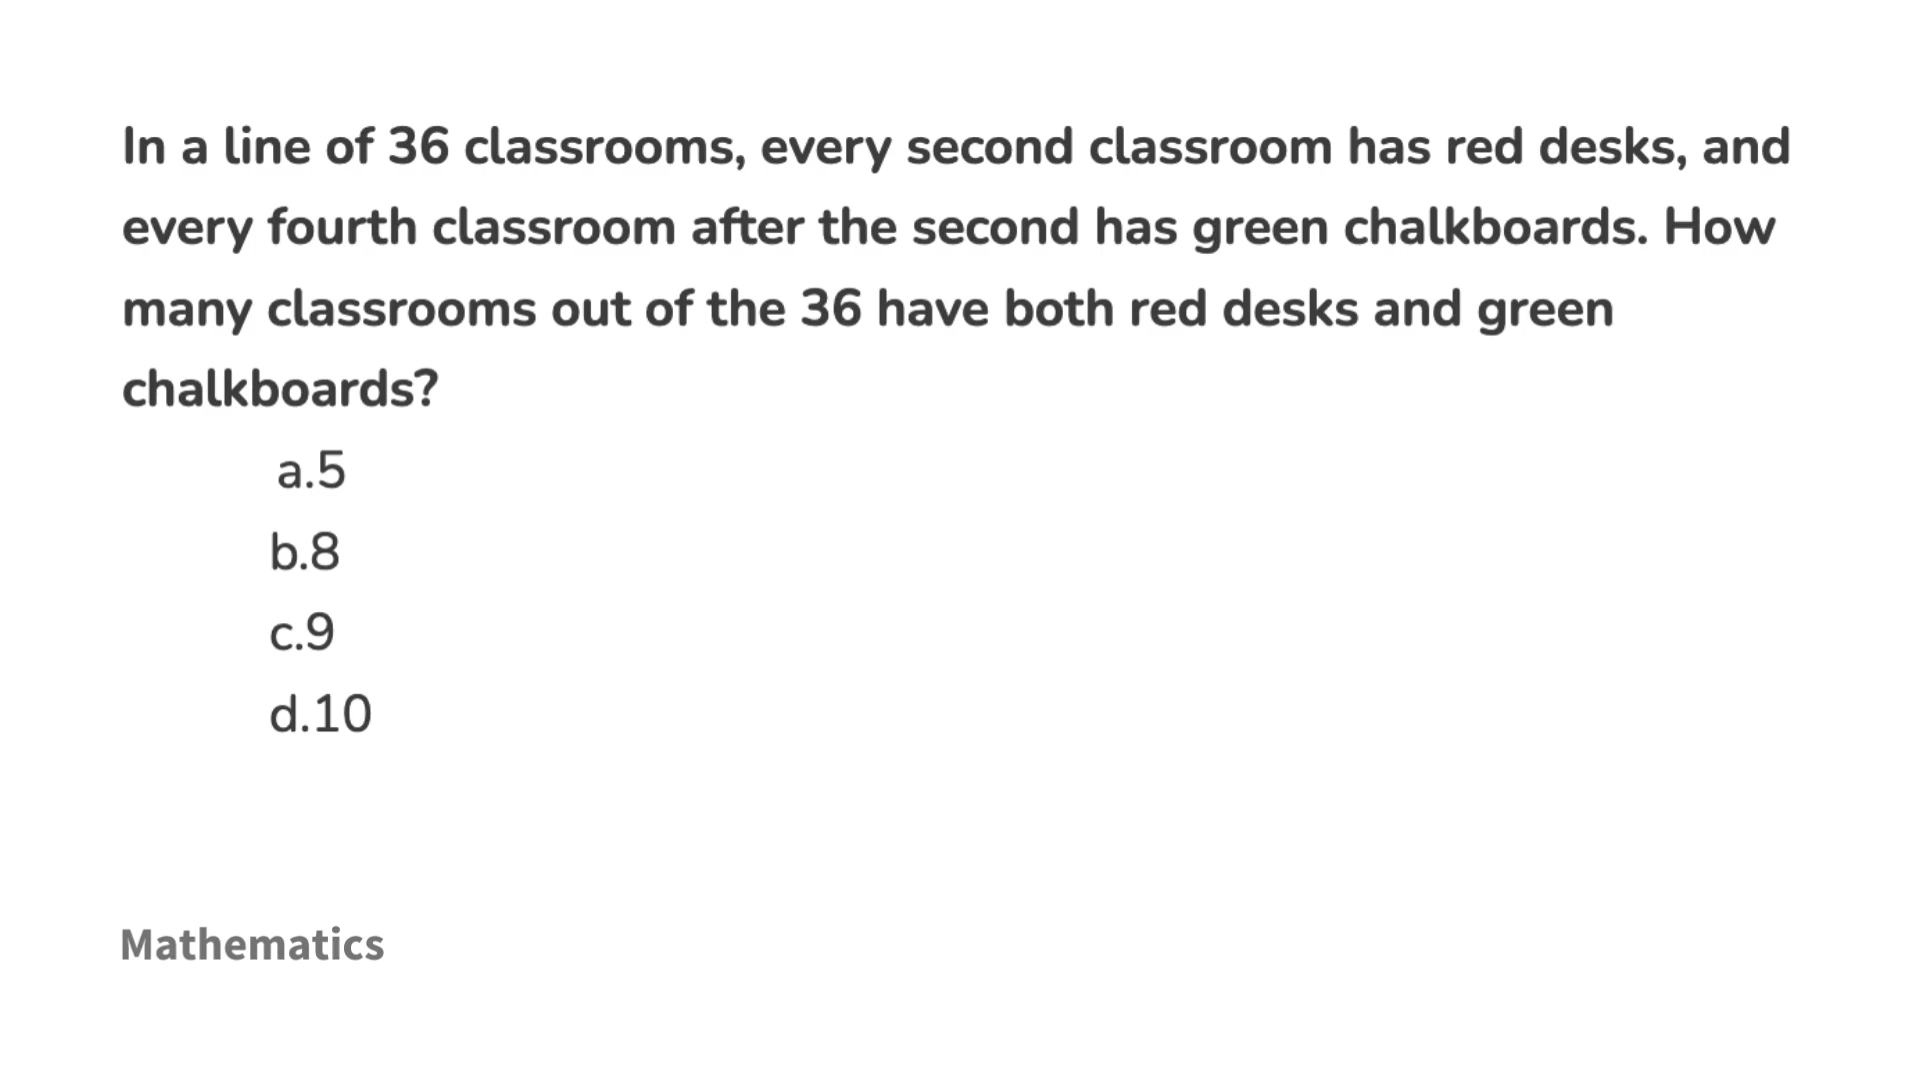 In a line of 36 classrooms, every second classroom has red desks, and
every fourth classroom after the second has green chalkboards. How
many classrooms out of the 36 have both red desks and green
chalkboards?
a.5
b.8
c.9
d.10
Mathematics